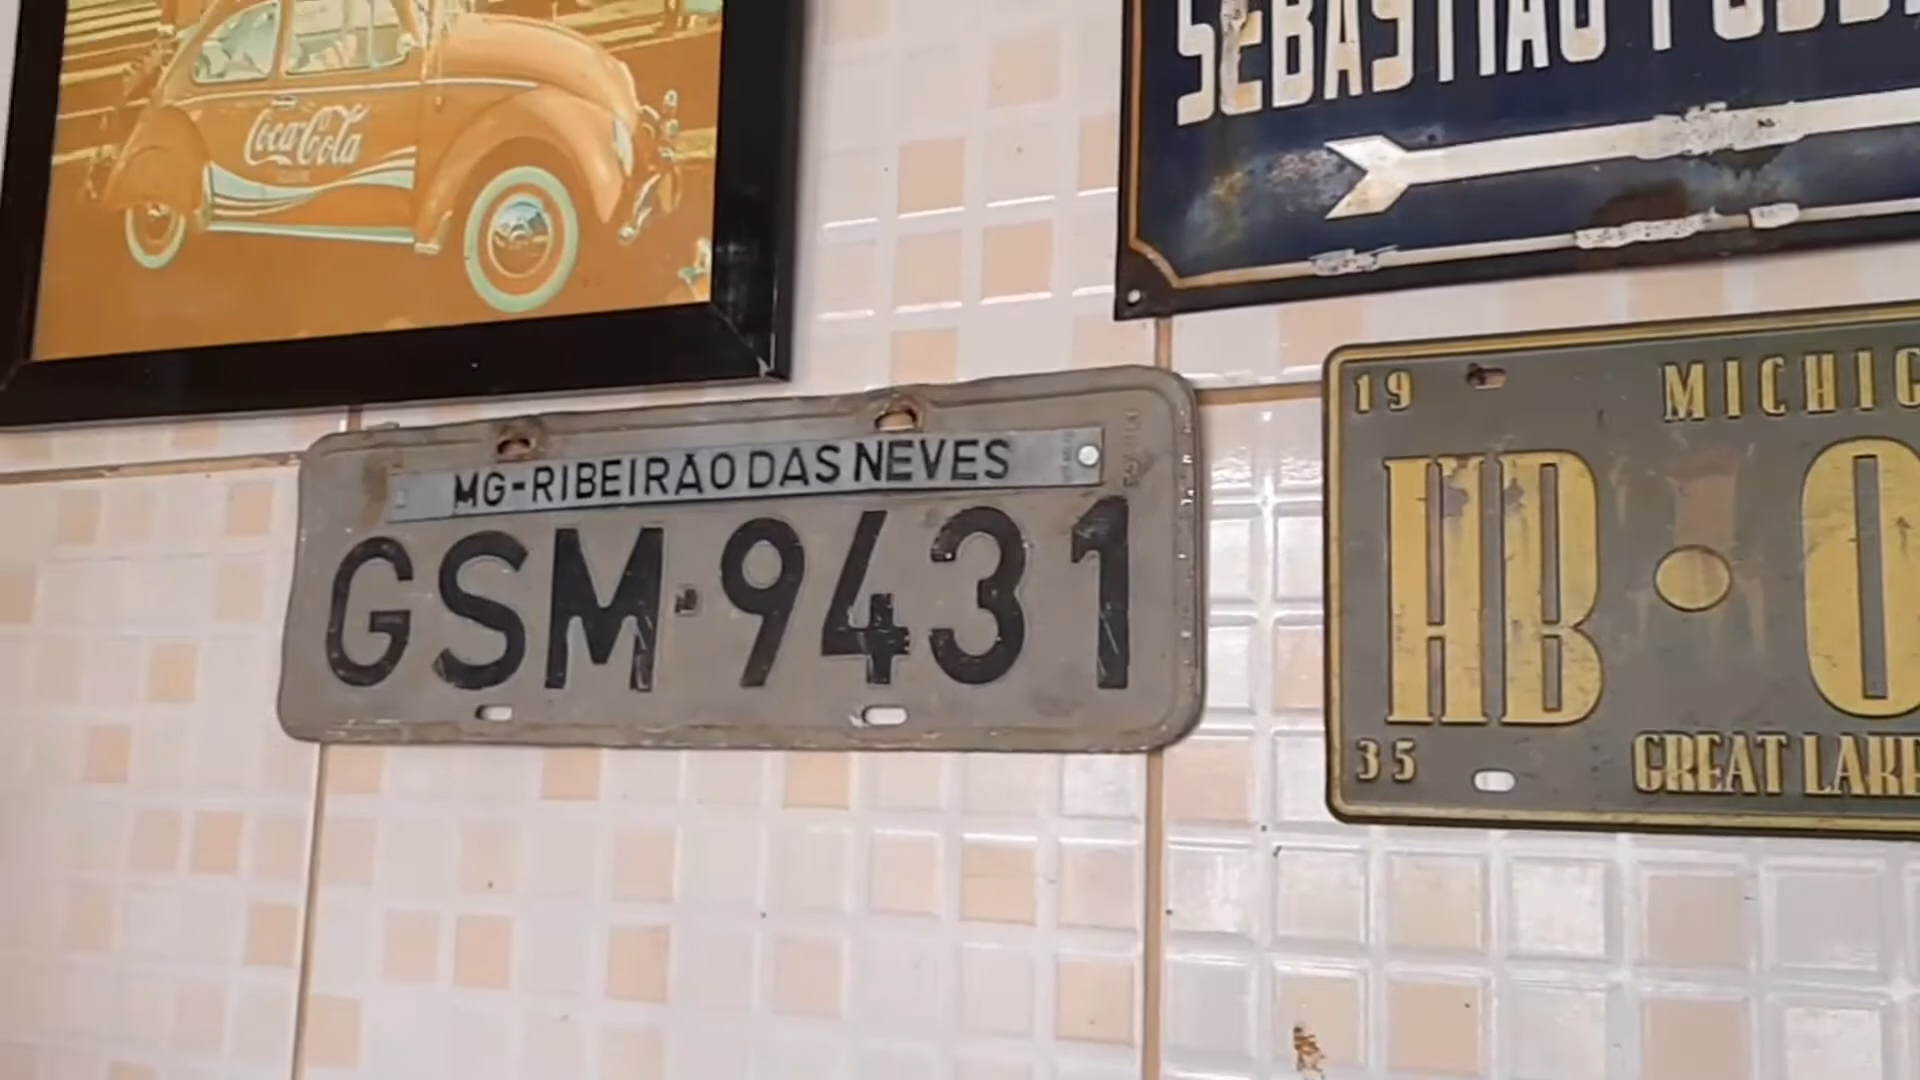 Coca-Cola
SEBASTIÃO
MG-RIBEIRÃO DAS NEVES
GSM·9431
19
MICHIG
HB·0
35
GREAT LAKE